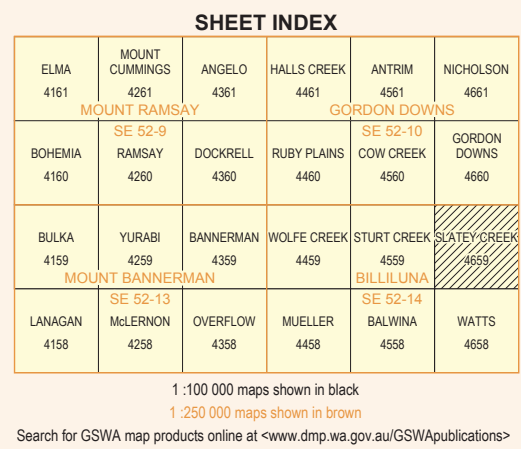 SHEET INDEX
ELMA
MOUNT
CUMMINGS
ANGELO
HALLS CREEK
ANTRIM
NICHOLSON
4161
4261
4361
4461
4561
4661
MOUNT RAMSAY
GORDON DOWNS
SE 52-9
SE 52-10
BOHEMIA
RAMSAY
DOCKRELL
RUBY PLAINS
COW CREEK
GORDON
DOWNS
4160
4260
4360
4460
4560
4660
BULKA
YURABI
BANNERMAN
WOLFE CREEK
STURT CREEK
SLATEY CREEK
4159
4259
4359
4459
4559
4659
MOUNT BANNERMAN
BILLILUNA
SE 52-13
SE 52-14
LANAGAN
McLERNON
OVERFLOW
MUELLER
BALWINA
WATTS
4158
4258
4358
4458
4558
4658
1 :100 000 maps shown in black
1 :250 000 maps shown in brown
Search for GSWA map products online at <www.dmp.wa.gov.au/GSWApublications>